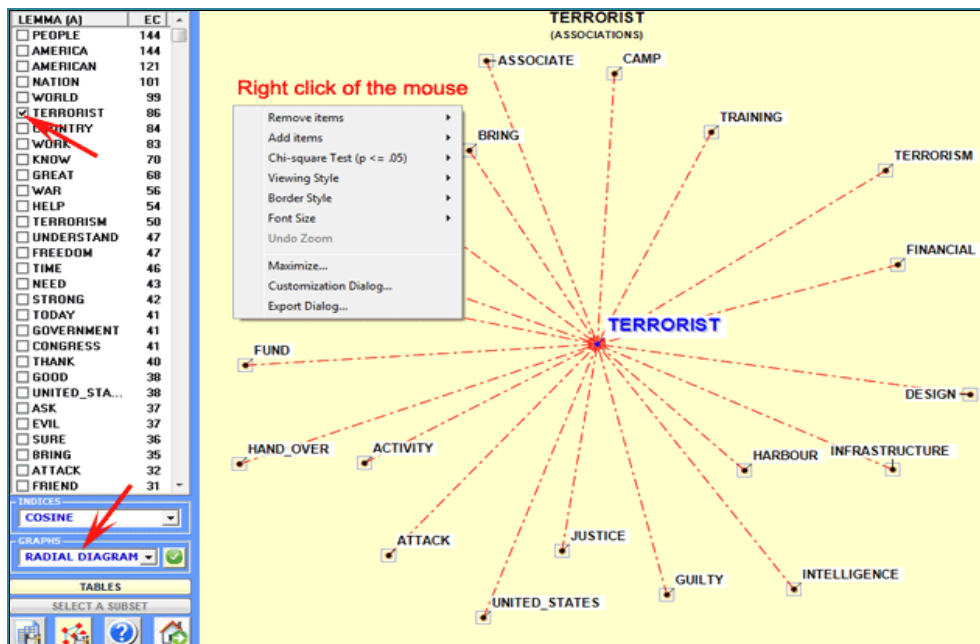 LEMMA (A) EC
PEOPLE 144
AMERICA 144
AMERICAN 121
NATION 101
WORLD 99
TERRORIST 86
COUNTRY 84
WORK 83
KNOW 70
GREAT 68
WAR 56
HELP 54
TERRORISM 50
UNDERSTAND 47
FREEDOM 47
TIME 46
NEED 43
STRONG 42
TODAY 41
GOVERNMENT 41
CONGRESS 41
THANK 40
GOOD 38
UNITED_STA... 38
ASK 37
EVIL 37
SURE 36
BRING 35
ATTACK 32
FRIEND 31
INDICES
COSINE
GRAPHS
RADIAL DIAGRAM
TABLES
SELECT A SUBSET
TERRORIST
(ASSOCIATIONS)
Right click of the mouse
Remove items
Add items
Chi-square Test (p <= .05)
Viewing Style
Border Style
Font Size
Undo Zoom
Maximize...
Customization Dialog...
Export Dialog...
ASSOCIATE
CAMP
TRAINING
BRING
TERRORISM
FINANCIAL
TERRORIST
FUND
DESIGN
HAND_OVER
ACTIVITY
HARBOUR
INFRASTRUCTURE
ATTACK
JUSTICE
GUILTY
INTELLIGENCE
UNITED_STATES